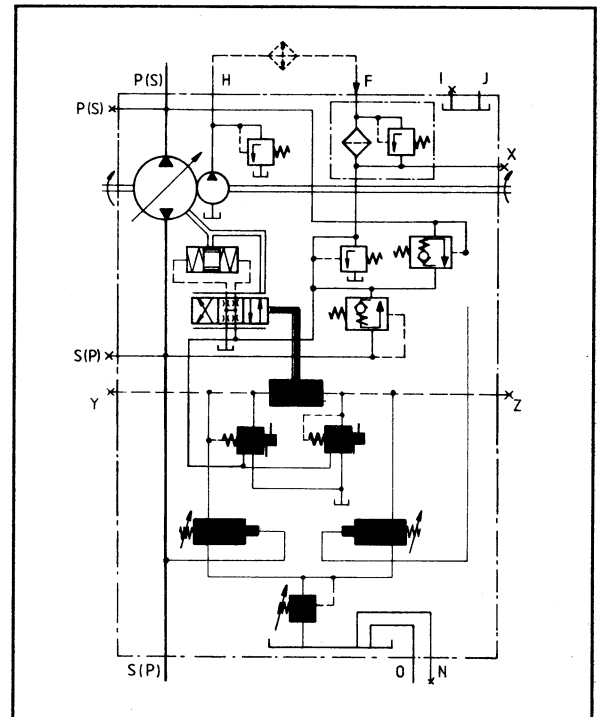 P(S) H F I J
P(S)
X
S(P)
Y Z
S(P) O N